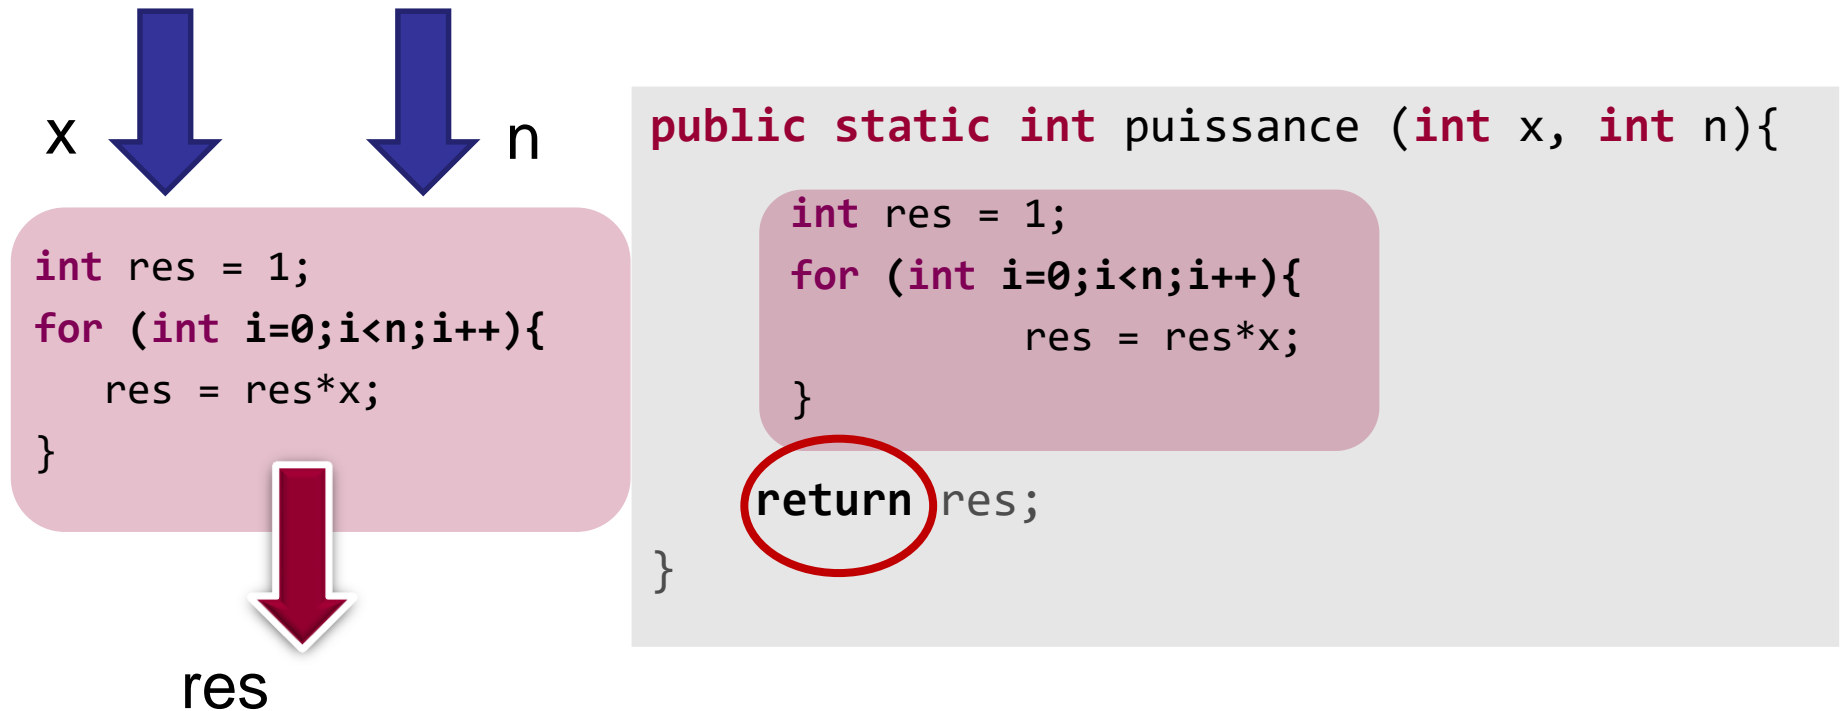 x
n
int res = 1;
for (int i=0;i<n;i++){
res = res*x;
}
res
public static int puissance (int x, int n){
int res = 1;
for (int i=0;i<n;i++){
res = res*x;
}
return res;
}